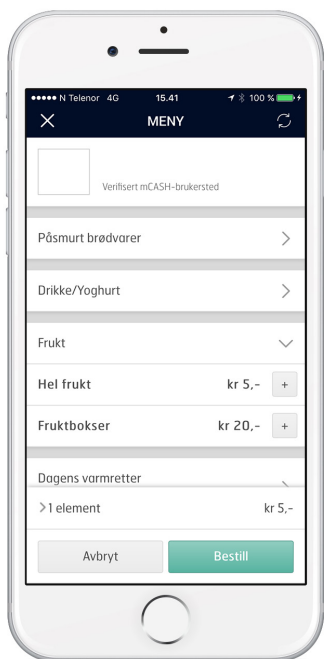 N Telenor 4G 15.41 100 %
MENY
Verifisert mCASH-brukersted
Påsmurt brødvarer
Drikke/Yoghurt
Frukt
Hel frukt kr 5,- +
Fruktbokser kr 20,- +
Dagens varmretter
>1 element kr 5,-
Avbryt Bestill